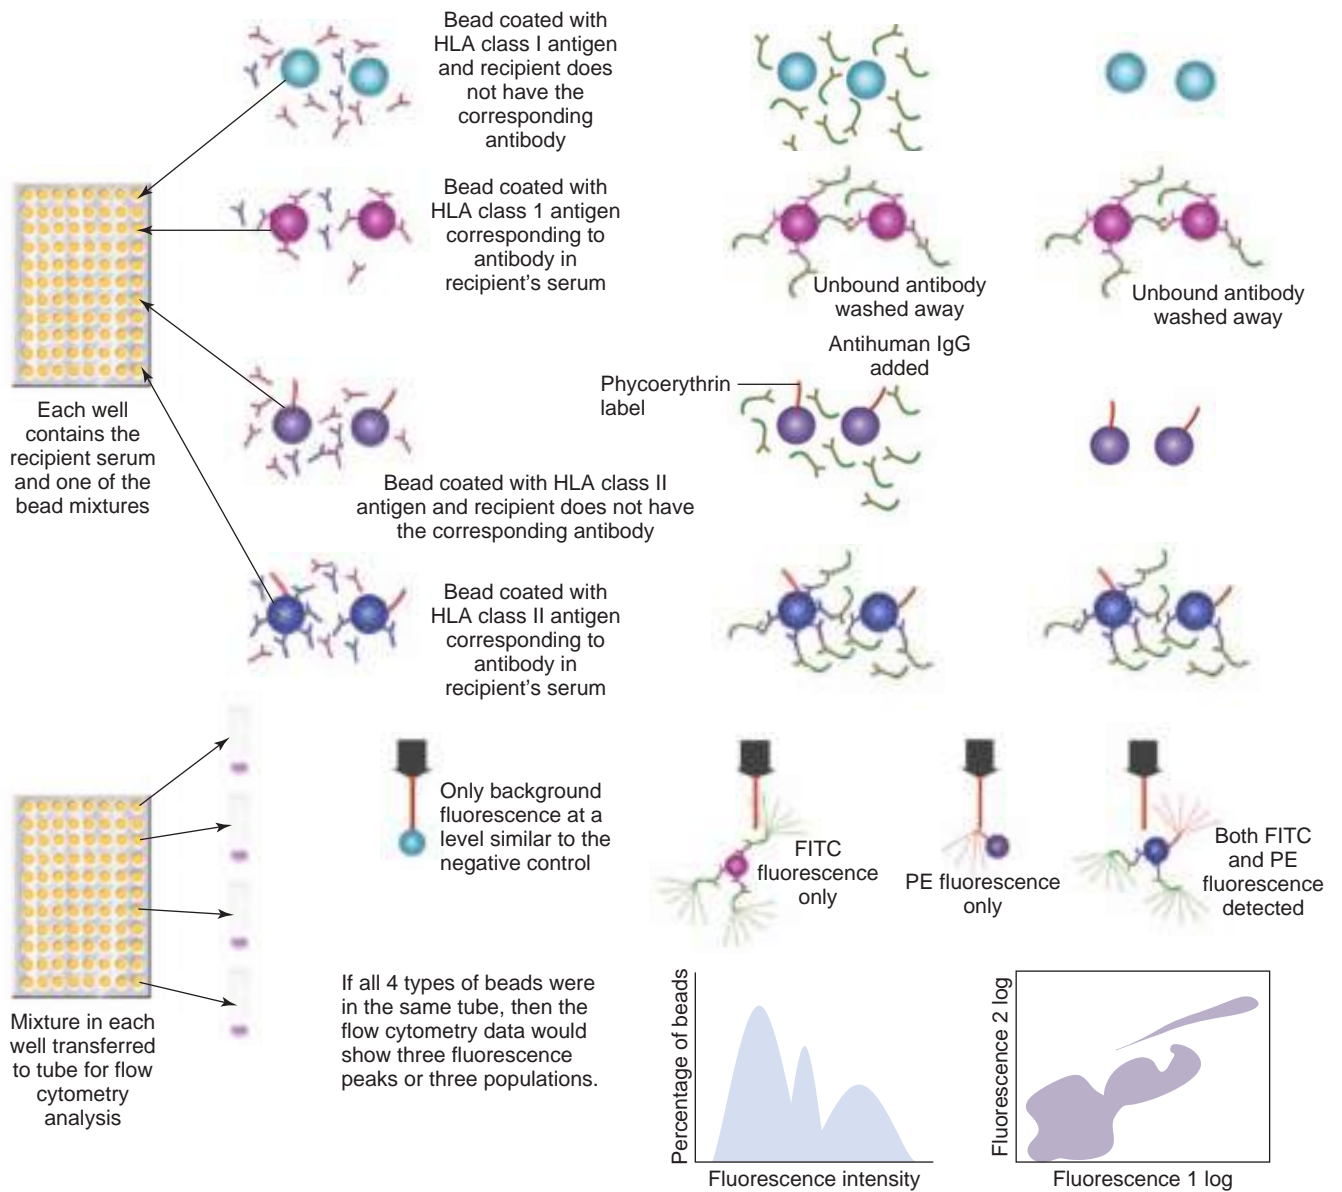 Bead coated with
HLA class I antigen
and recipient does
not have the
corresponding
antibody
Bead coated with
HLA class 1 antigen
corresponding to
antibody in
recipient's serum
Unbound antibody
washed away
Unbound antibody
washed away
Antihuman IgG
added
Phycoerythrin
label
Each well
contains the
recipient serum
and one of the
bead mixtures
Bead coated with HLA class II
antigen and recipient does not have
the corresponding antibody
Bead coated with
HLA class II antigen
corresponding to
antibody in
recipient's serum
Only background
fluorescence at a
level similar to the
negative control
FITC
fluorescence
only
PE fluorescence
only
Both FITC
and PE
fluorescence
detected
Mixture in each
well transferred
to tube for flow
cytometry
analysis
If all 4 types of beads were
in the same tube, then the
flow cytometry data would
show three fluorescence
peaks or three populations.
Percentage of beads
Fluorescence intensity
Fluorescence 2 log
Fluorescence 1 log